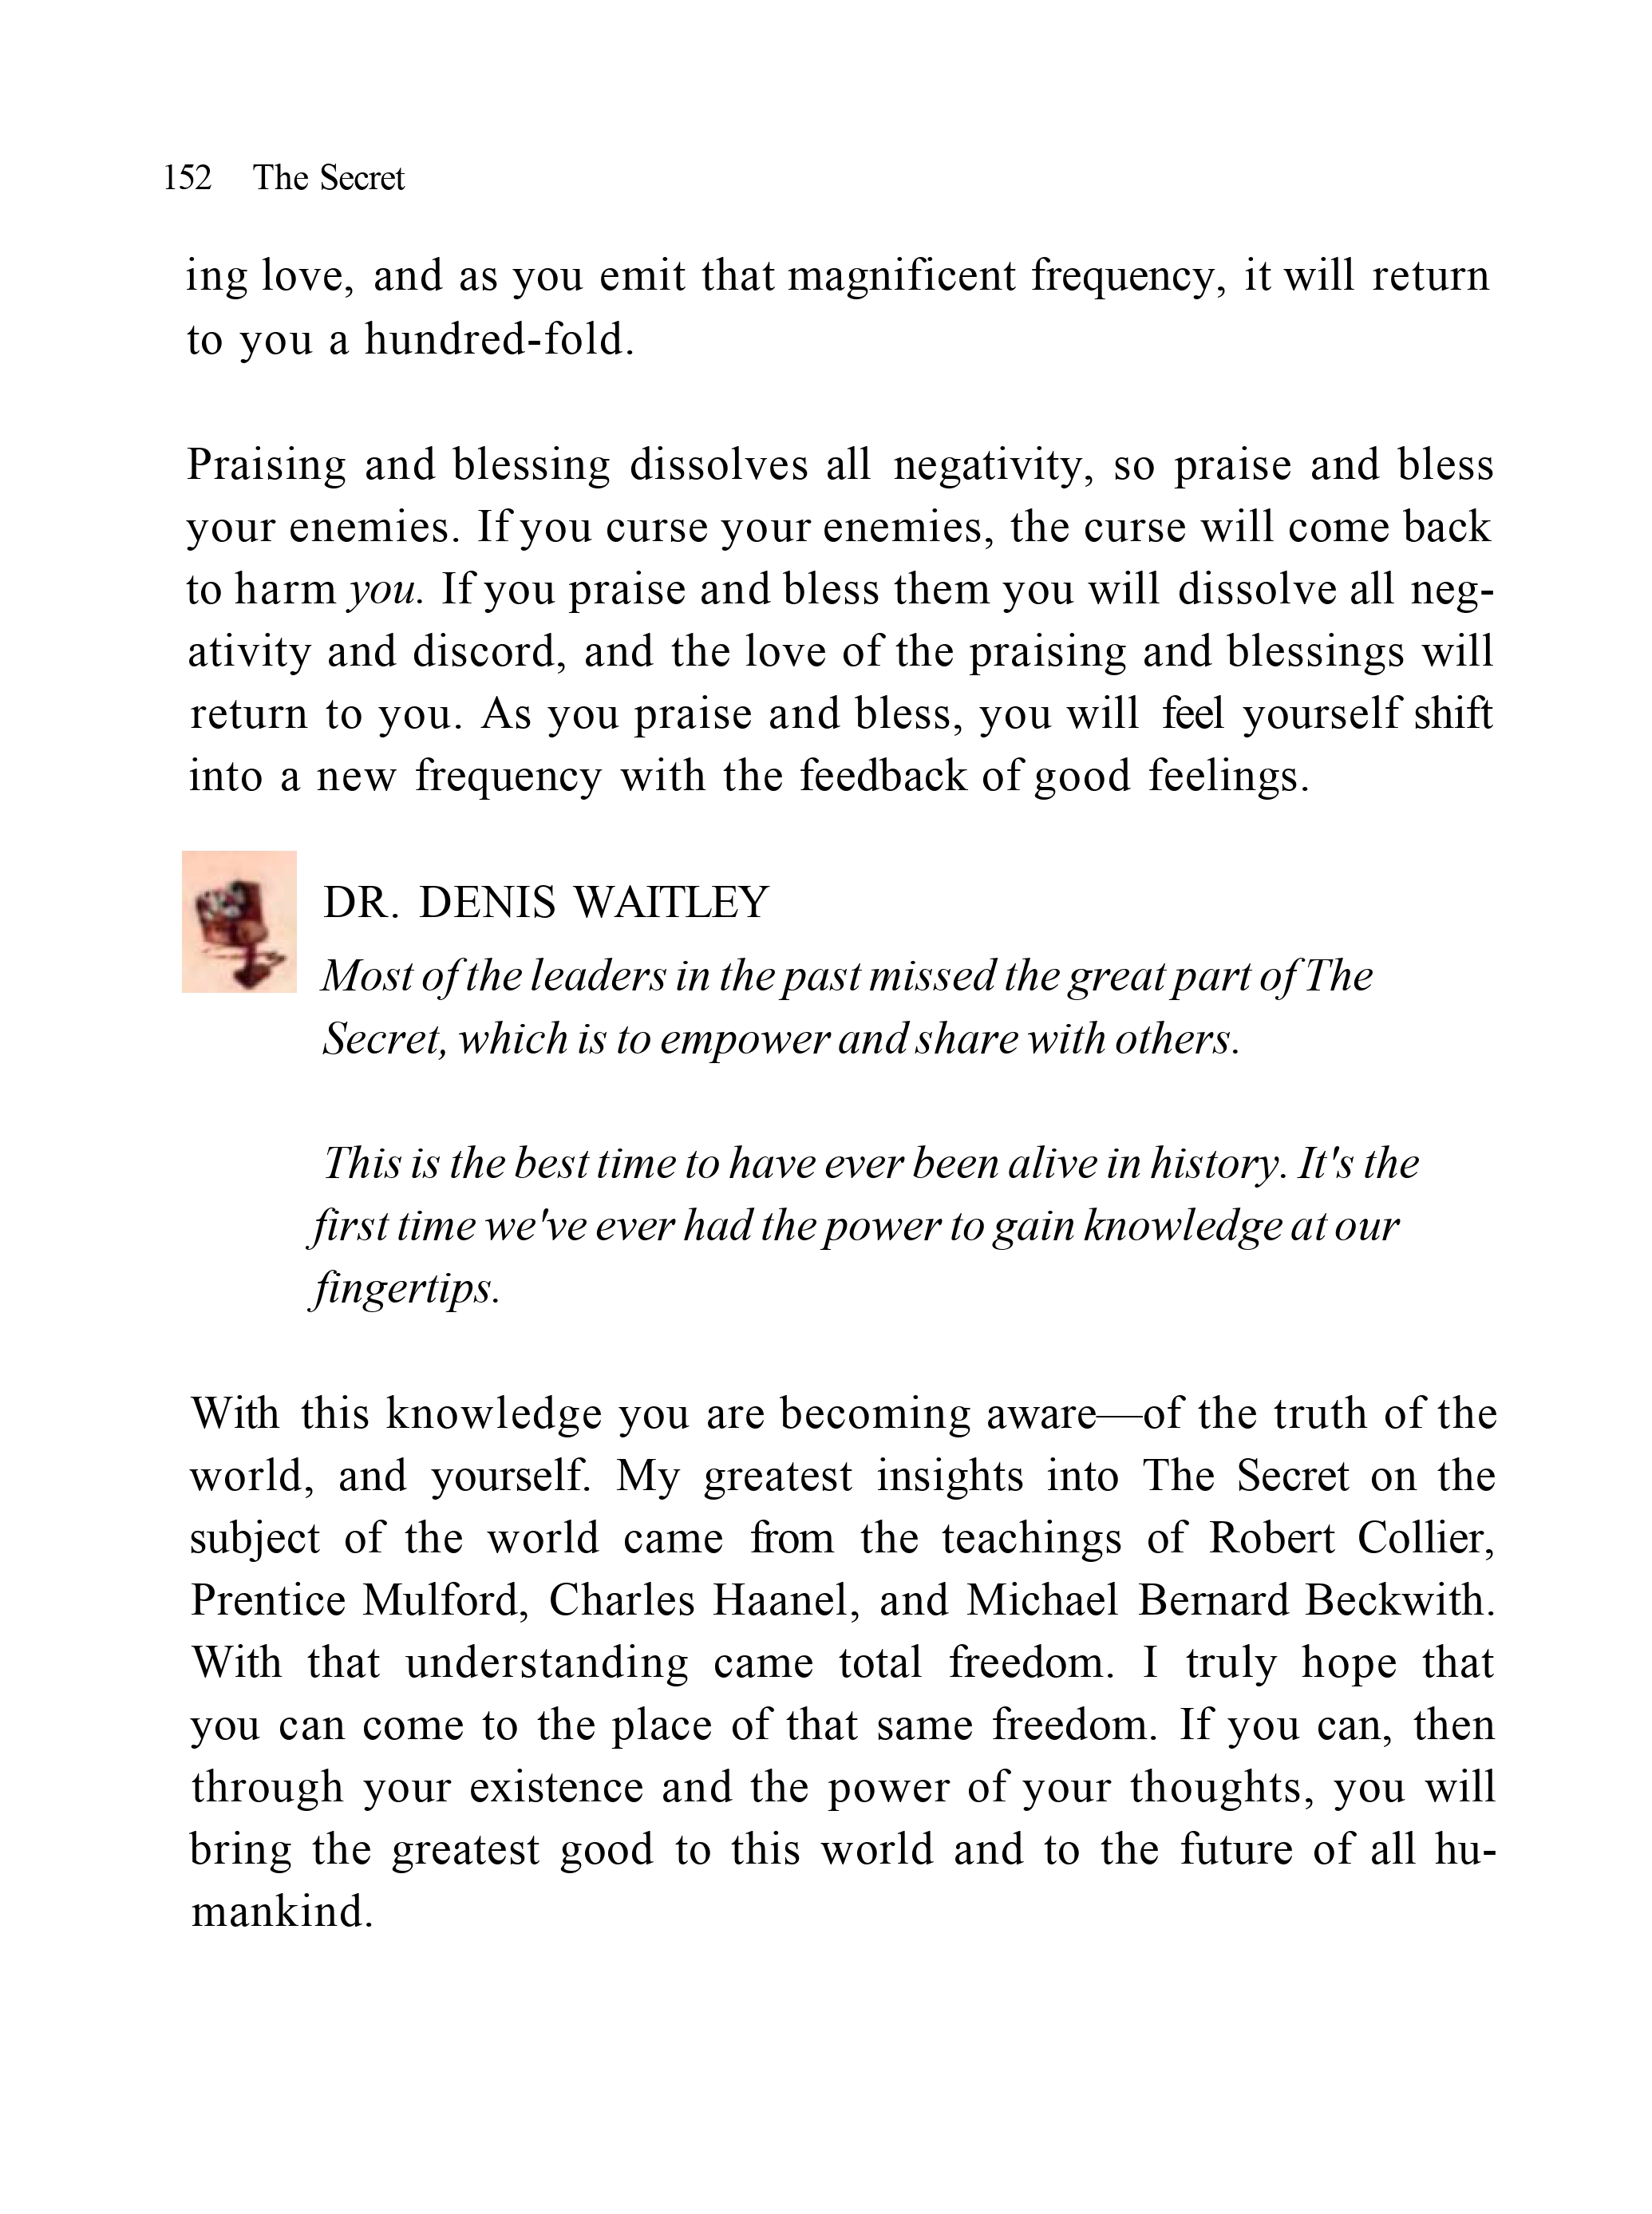 152 The Secret
ing love, and as you emit that magnificent frequency, it will return
to you a hundred-fold.
Praising and blessing dissolves all negativity, so praise and bless
your enemies. If you curse your enemies, the curse will come back
to harm you. If you praise and bless them you will dissolve all neg-
ativity and discord, and the love of the praising and blessings will
return to you. As you praise and bless, you will feel yourself shift
into a new frequency with the feedback of good feelings.
DR. DENIS WAITLEY
Most of the leaders in the past missed the great part of The
Secret, which is to empower and share with others.
This is the best time to have ever been alive in history. It's the
first time we've ever had the power to gain knowledge at our
fingertips.
With this knowledge you are becoming aware—of the truth of the
world, and yourself. My greatest insights into The Secret on the
subject of the world came from the teachings of Robert Collier,
Prentice Mulford, Charles Haanel, and Michael Bernard Beckwith.
With that understanding came total freedom. I truly hope that
you can come to the place of that same freedom. If you can, then
through your existence and the power of your thoughts, you will
bring the greatest good to this world and to the future of all hu-
mankind.